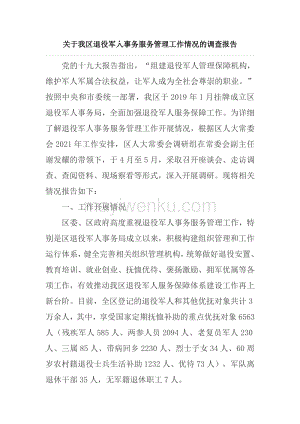 关于我区退役军人事务服务管理工作情况的调查报告
党的十九大报告指出，“组建退役军人管理保障机构，
维护军人军属合法权益，让军人成为全社会尊崇的职业。”
按照中央和市委统一部署，我区于 2019 年 1 月挂牌成立区
退役军人事务局，全面加强退役军人服务保障工作。为详细
了解退役军人事务服务管理工作开展情况，根据区人大常委
会 2021 年工作安排，区人大常委会调研组在常委会副主任
谢发耀的带领下，于 4 月至 5 月，采取召开座谈会、走访调
查、查阅资料、现场察看等形式，深入开展调研。现将相关
情况报告如下：
一、工作开展情况
区委、区政府高度重视退役军人事务服务管理工作，特
别是区退役军人事务局成立以来，积极构建组织管理和工作
运行体系，健全完善相关组织管理机构，统筹做好退役安置、
教育培训、就业创业、抚恤优待、褒扬激励、拥军优属等各
项工作，有效推动我区退役军人服务保障体系建设工作再上
新台阶。目前，全区登记的退役军人和其他优抚对象共计 3
万余人，其中享受国家定期抚恤补助的重点优抚对象 6563
人（残疾军人 585 人、两参人员 2094 人、老复员军人 230
人、三属 85 人、带病回乡 2230 人、烈士子女 34 人、60 周
岁农村籍退役士兵补助 1232 人、优待 73 人）、军队离
退休干部 35 人，无军籍退休职工 7 人。